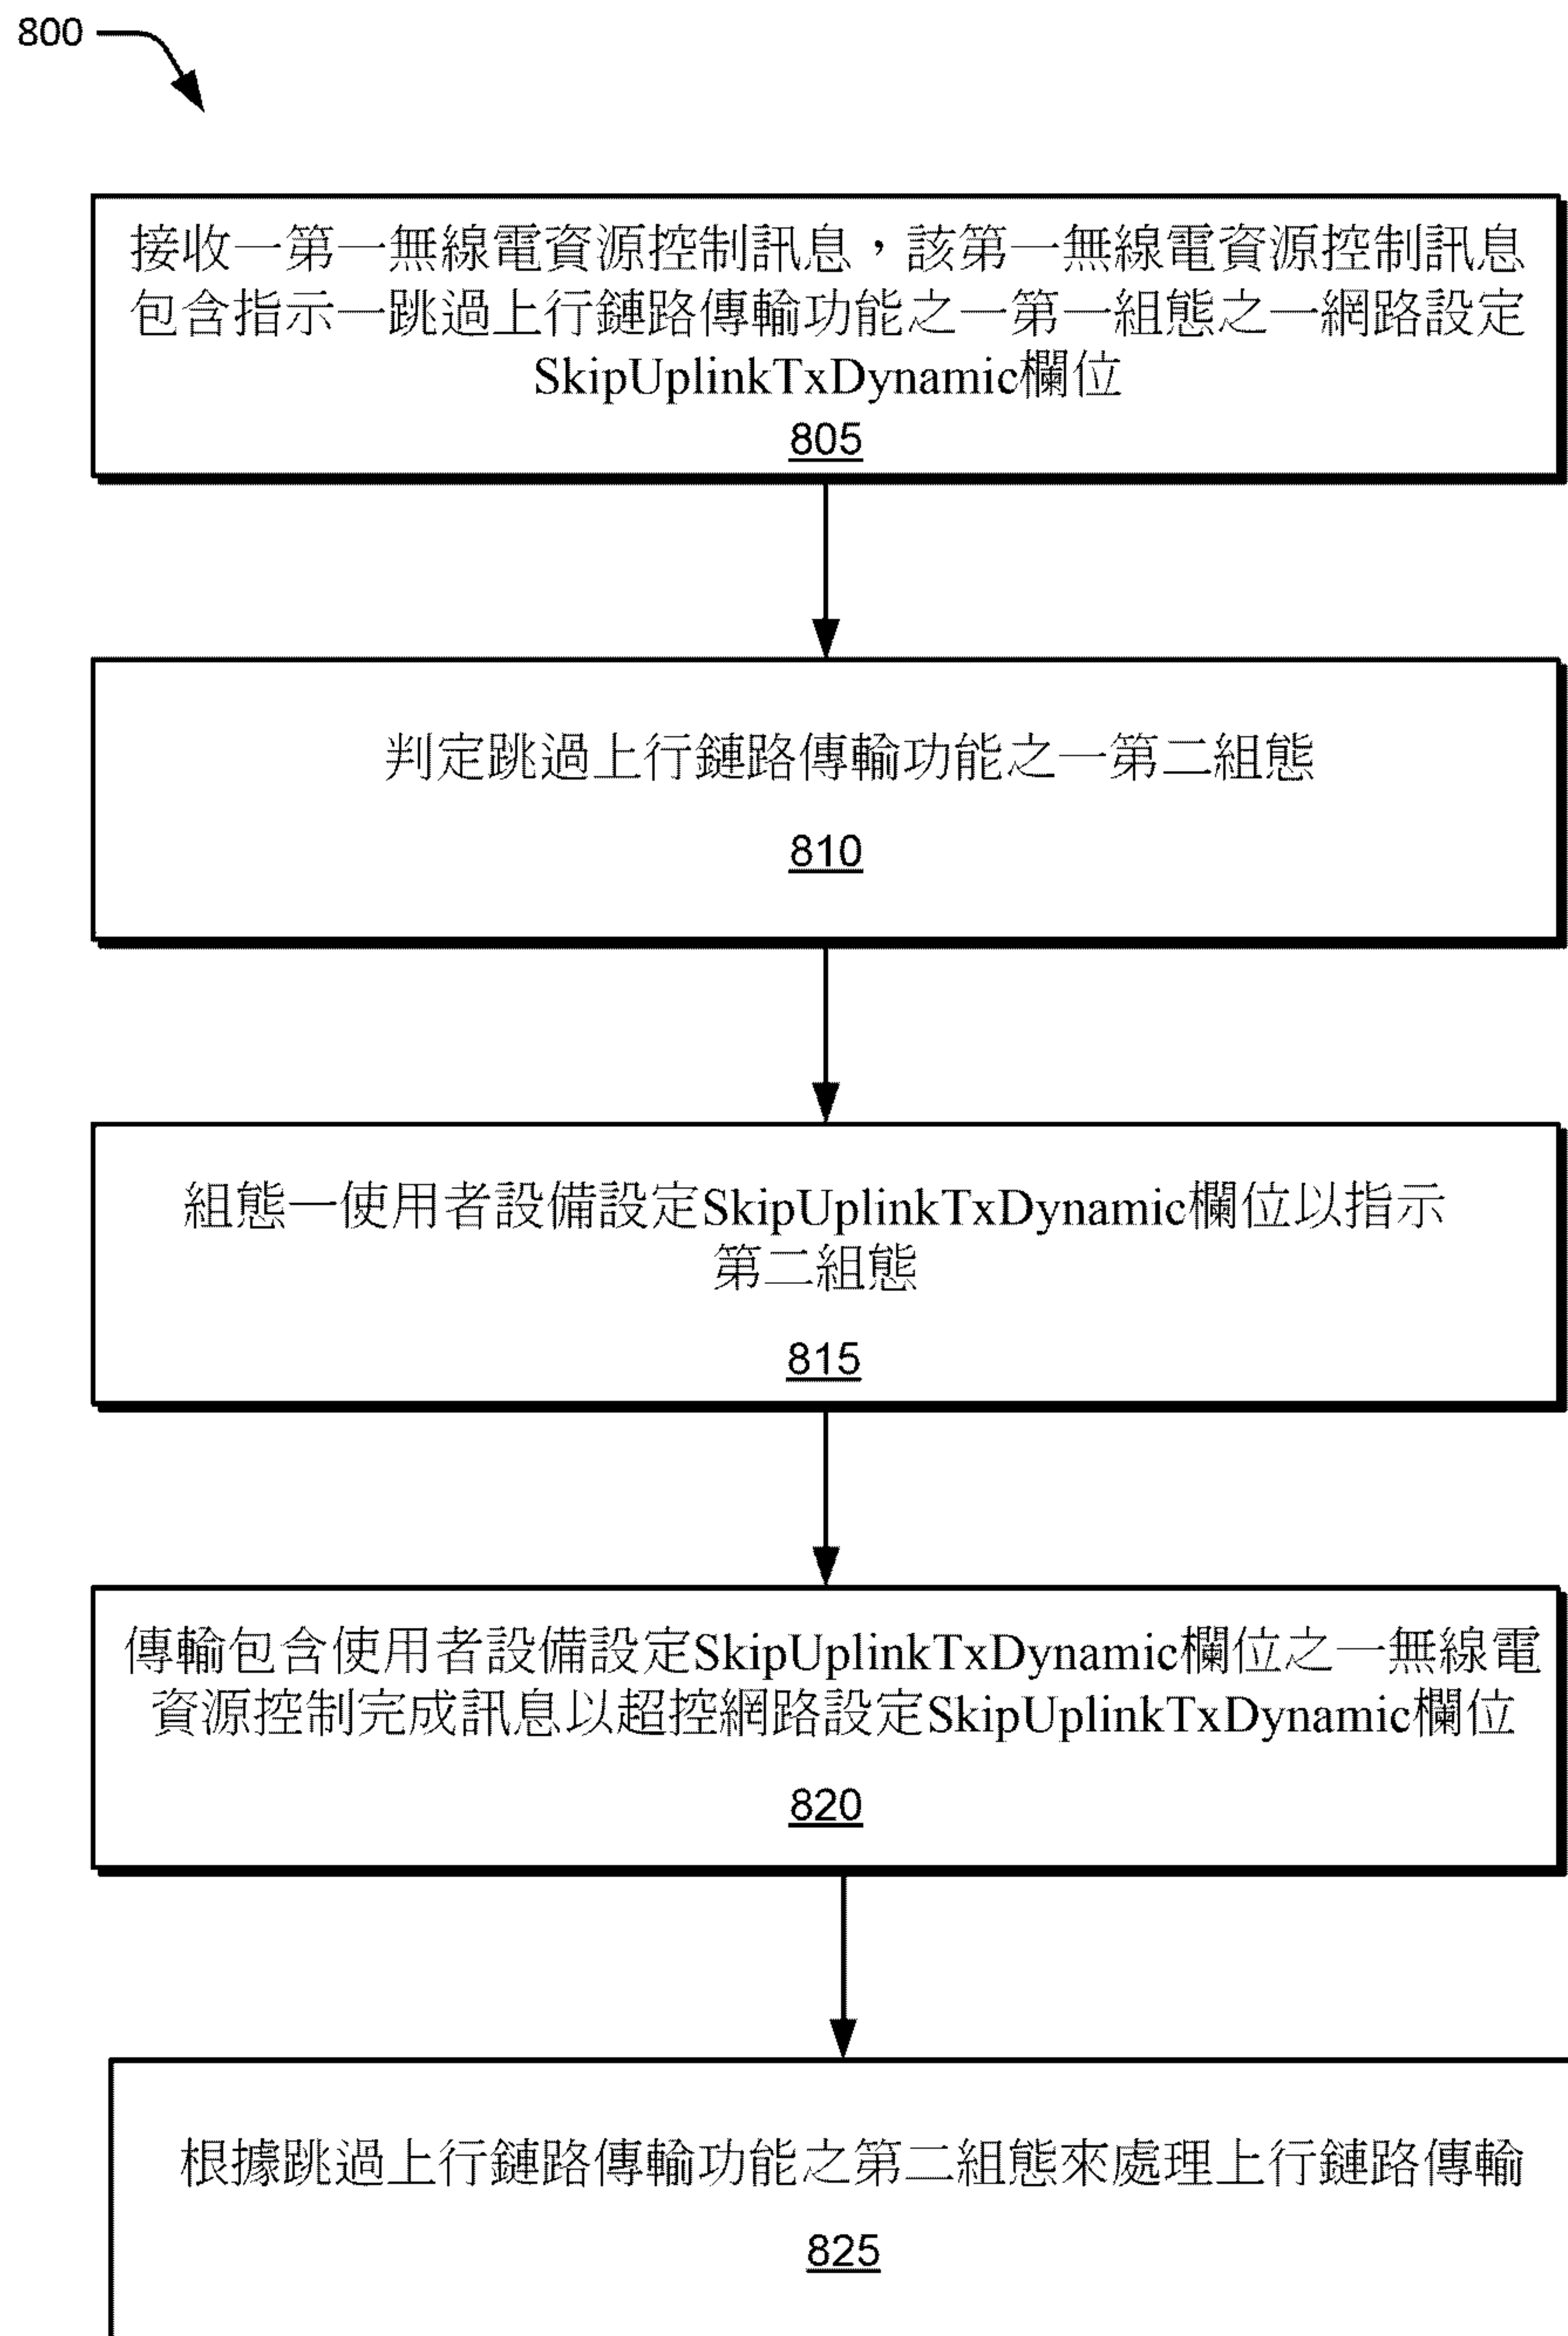 800
接收一第一無線電資源控制訊息，該第一無線電資源控制訊息
包含指示一跳過上行鏈路傳輸功能之一第一組態之一網路設定
SkipUplinkTxDynamic欄位
805
判定跳過上行鏈路傳輸功能之一第二組態
810
組態一使用者設備設定SkipUplinkTxDynamic欄位以指示
第二組態
815
傳輸包含使用者設備設定SkipUplinkTxDynamic欄位之一無線電
資源控制完成訊息以超控網路設定SkipUplinkTxDynamic欄位
820
根據跳過上行鏈路傳輸功能之第二組態來處理上行鏈路傳輸
825